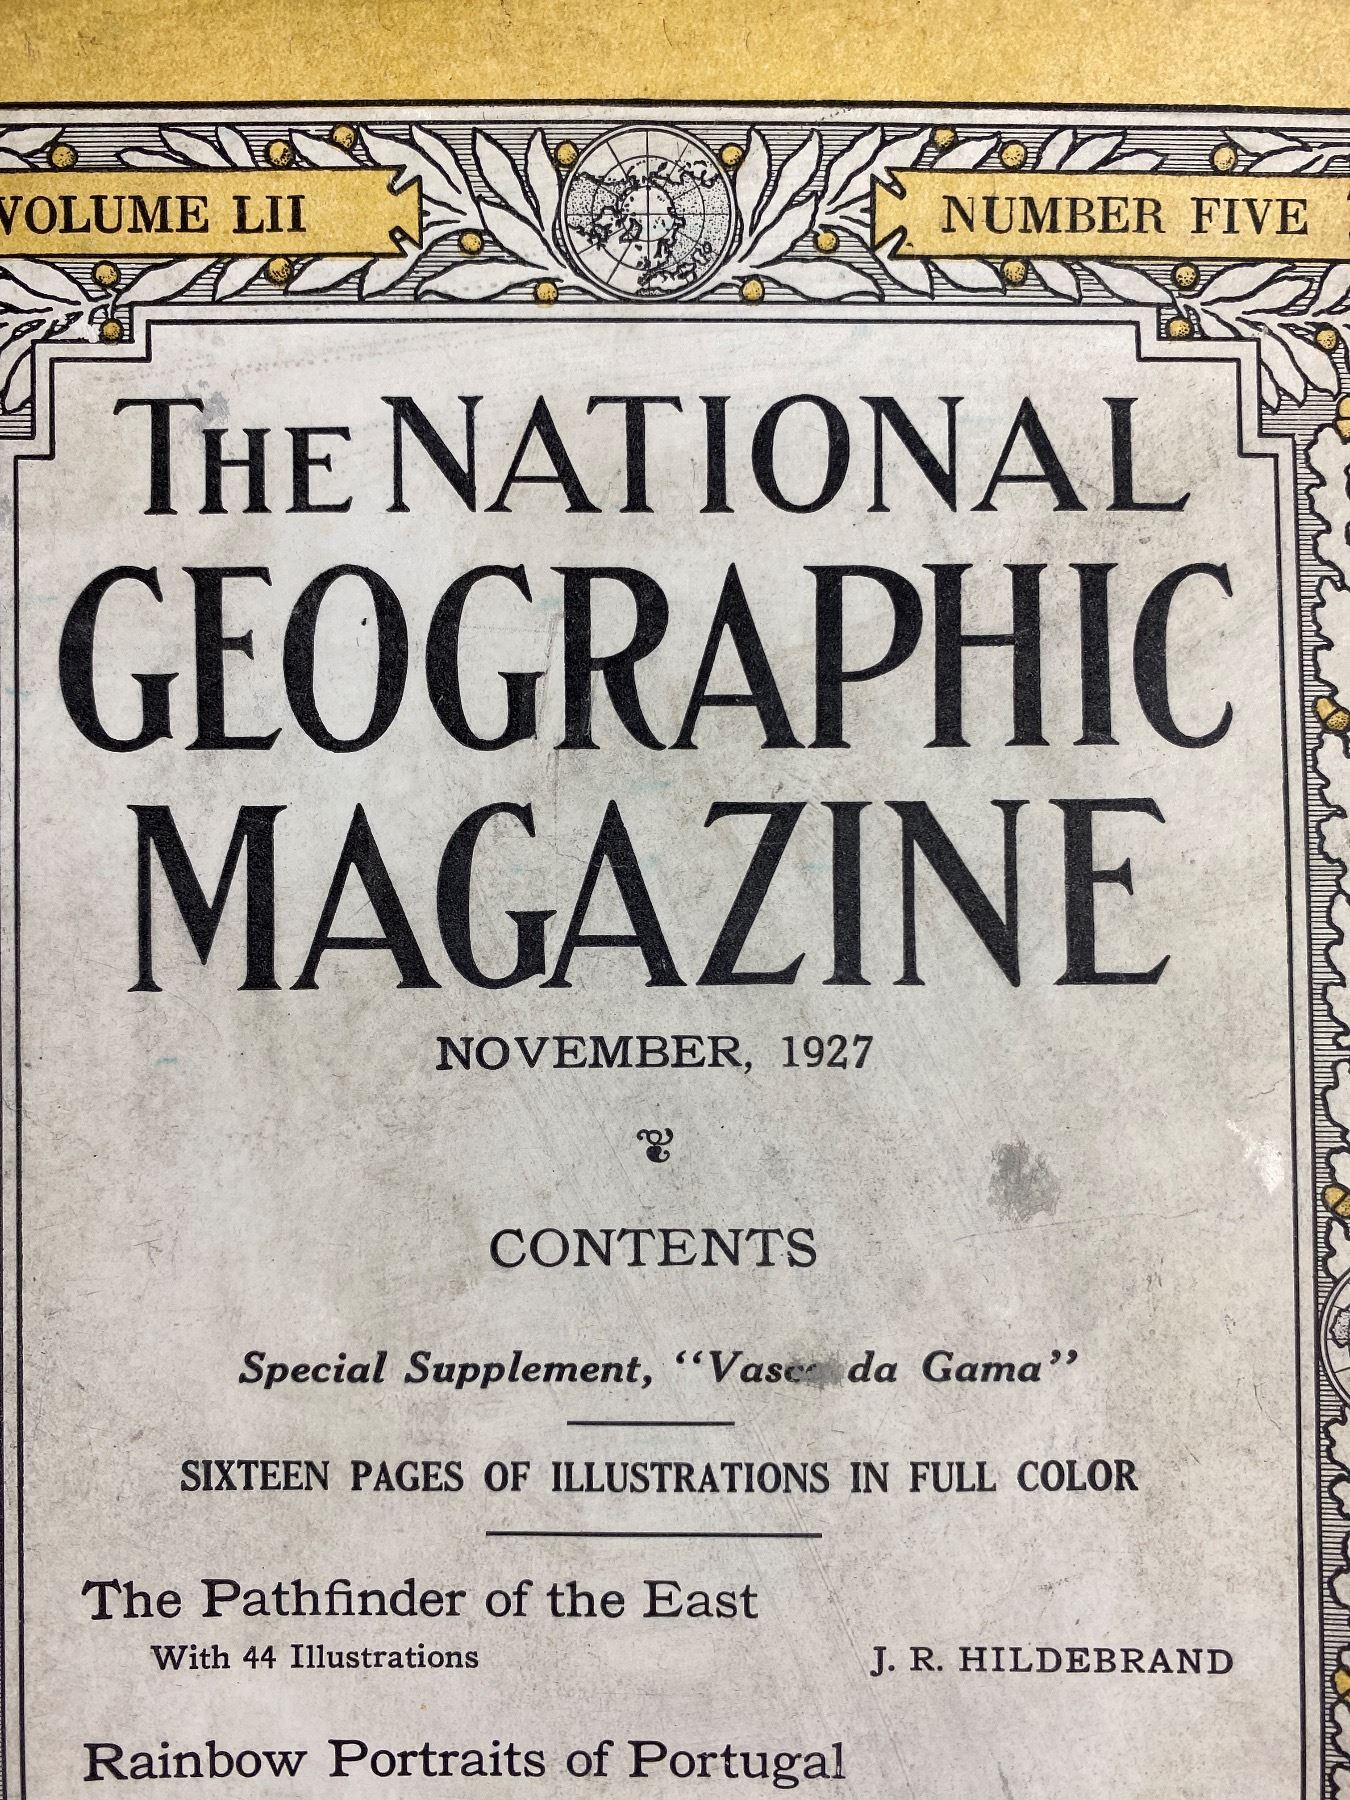 VOLUME LII
NUMBER FIVE
THE NATIONAL
GEOGRAPHIC
MAGAZINE
NOVEMBER, 1927
CONTENTS
Special Supplement, “Vasco da Gama”
SIXTEEN PAGES OF ILLUSTRATIONS IN FULL COLOR
The Pathfinder of the East
With 44 Illustrations
J. R. HILDEBRAND
Rainbow Portraits of Portugal